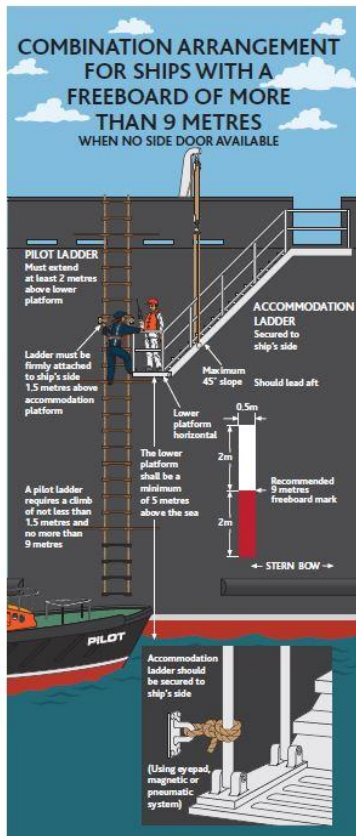 COMBINATION ARRANGEMENT
FOR SHIPS WITH A
FREEBOARD OF MORE
THAN 9 METRES
WHEN NO SIDE DOOR AVAILABLE
PILOT LADDER
Must extend
at least 2 metres
above lower
platform
Ladder must be
firmly attached
to ship's side
1.5 metres above
accommodation
platform
A pilot ladder
requires a climb
of not less than
1.5 metres and
no more than
9 metres
ACCOMMODATION
LADDER
Secured to
ship's side
Maximum
45° slope
Should lead aft
Lower
platform
horizontal
The lower
platform
shall be a
minimum
of 5 metres
above the sea
0.5m
2m
Recommended
9 metres
freeboard mark
2m
STERN BOW
PILOT
Accommodation
ladder should
be secured to
ship's side
(Using eyepad,
magnetic or
pneumatic
system)